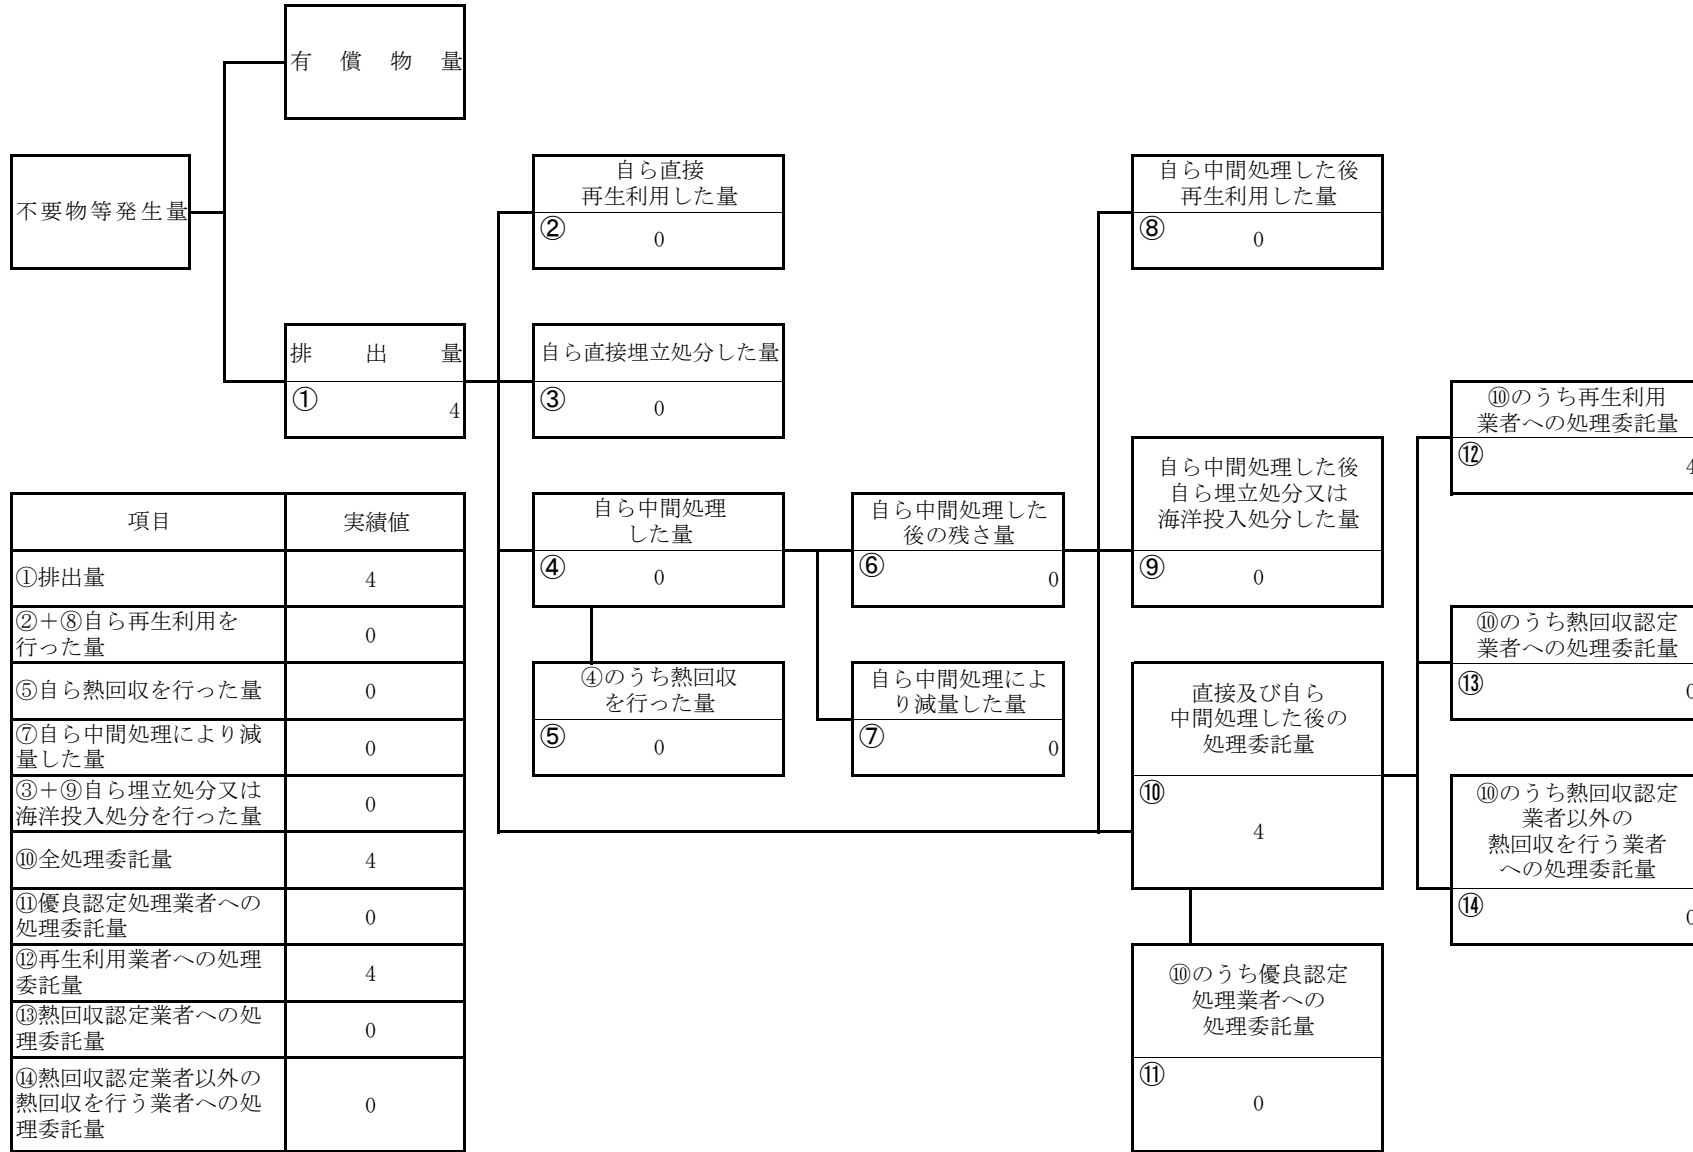 有償物量
不要物等発生量
自ら直接
再生利用した量
②
0
自ら中間処理した後
再生利用した量
⑧
0
排出量
①
4
自ら直接埋立処分した量
③
0
⑩のうち再生利用
業者への処理委託量
⑫
4
自ら中間処理
した量
④
0
自ら中間処理した
後の残さ量
⑥
0
自ら中間処理した後
自ら埋立処分又は
海洋投入処分した量
⑨
0
⑩のうち熱回収認定
業者への処理委託量
⑬
0
④のうち熱回収
を行った量
⑤
0
自ら中間処理によ
り減量した量
⑦
0
直接及び自ら
中間処理した後の
処理委託量
⑩
4
⑩のうち熱回収認定
業者以外の
熱回収を行う業者
への処理委託量
⑭
0
⑩のうち優良認定
処理業者への
処理委託量
⑪
0
項目 実績値
①排出量 4
②＋⑧自ら再生利用を
行った量 0
⑤自ら熱回収を行った量 0
⑦自ら中間処理により減
量した量 0
③＋⑨自ら埋立処分又は
海洋投入処分を行った量 0
⑩全処理委託量 4
⑪優良認定処理業者への
処理委託量 0
⑫再生利用業者への処理
委託量 4
⑬熱回収認定業者への処
理委託量 0
⑭熱回収認定業者以外の
熱回収を行う業者への処
理委託量 0